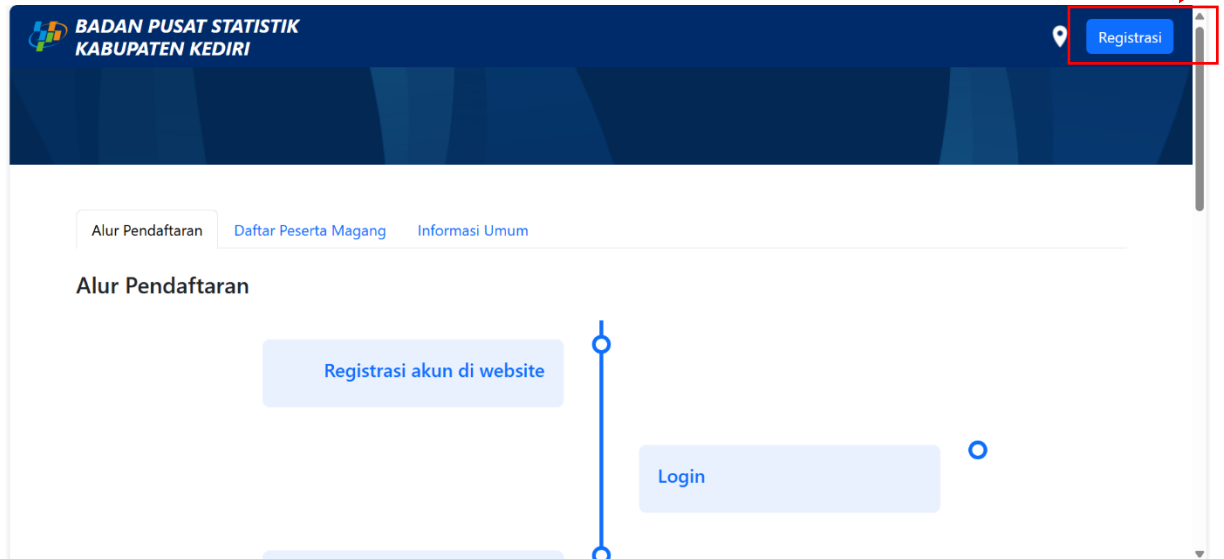 BADAN PUSAT STATISTIK
KABUPATEN KEDIRI
Registrasi
Alur Pendaftaran
Daftar Peserta Magang
Informasi Umum
Alur Pendaftaran
Registrasi akun di website
Login